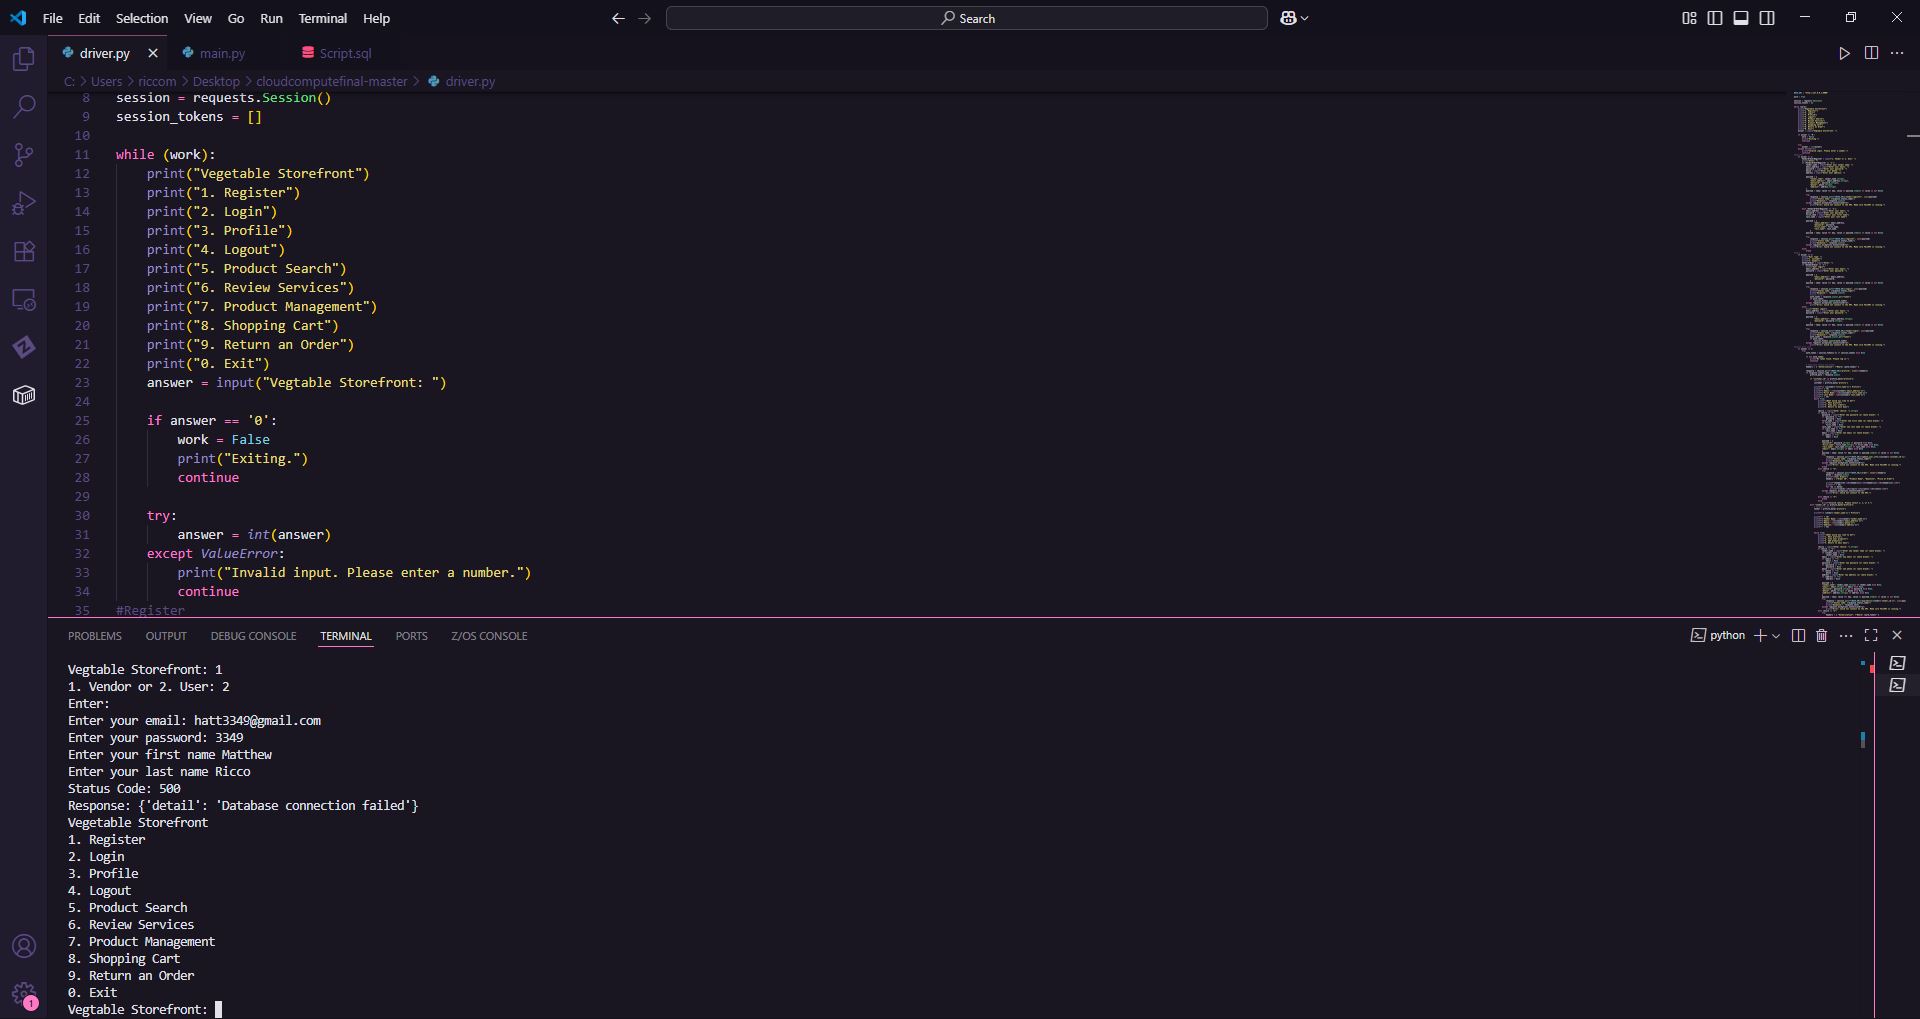 File Edit Selection View Go Run Terminal Help
Search
driver.py
main.py
Script.sql
C: > Users > riccom > Desktop > cloudcomputefinal-master > driver.py
8 session = requests.Session()
9 session_tokens = []
10
11 while (work):
12 print("Vegetable Storefront")
13 print("1. Register")
14 print("2. Login")
15 print("3. Profile")
16 print("4. Logout")
17 print("5. Product Search")
18 print("6. Review Services")
19 print("7. Product Management")
20 print("8. Shopping Cart")
21 print("9. Return an Order")
22 print("0. Exit")
23 answer = input("Vegtable Storefront: ")
24
25 if answer == '0':
26 work = False
27 print("Exiting.")
28 continue
29
30 try:
31 answer = int(answer)
32 except ValueError:
33 print("Invalid input. Please enter a number.")
34 continue
35 #Register
PROBLEMS OUTPUT DEBUG CONSOLE TERMINAL PORTS Z/OS CONSOLE
python
Vegtable Storefront: 1
1. Vendor or 2. User: 2
Enter:
Enter your email: hatt3349@gmail.com
Enter your password: 3349
Enter your first name Matthew
Enter your last name Ricco
Status Code: 500
Response: {'detail': 'Database connection failed'}
Vegetable Storefront
1. Register
2. Login
3. Profile
4. Logout
5. Product Search
6. Review Services
7. Product Management
8. Shopping Cart
9. Return an Order
0. Exit
Vegtable Storefront:
1